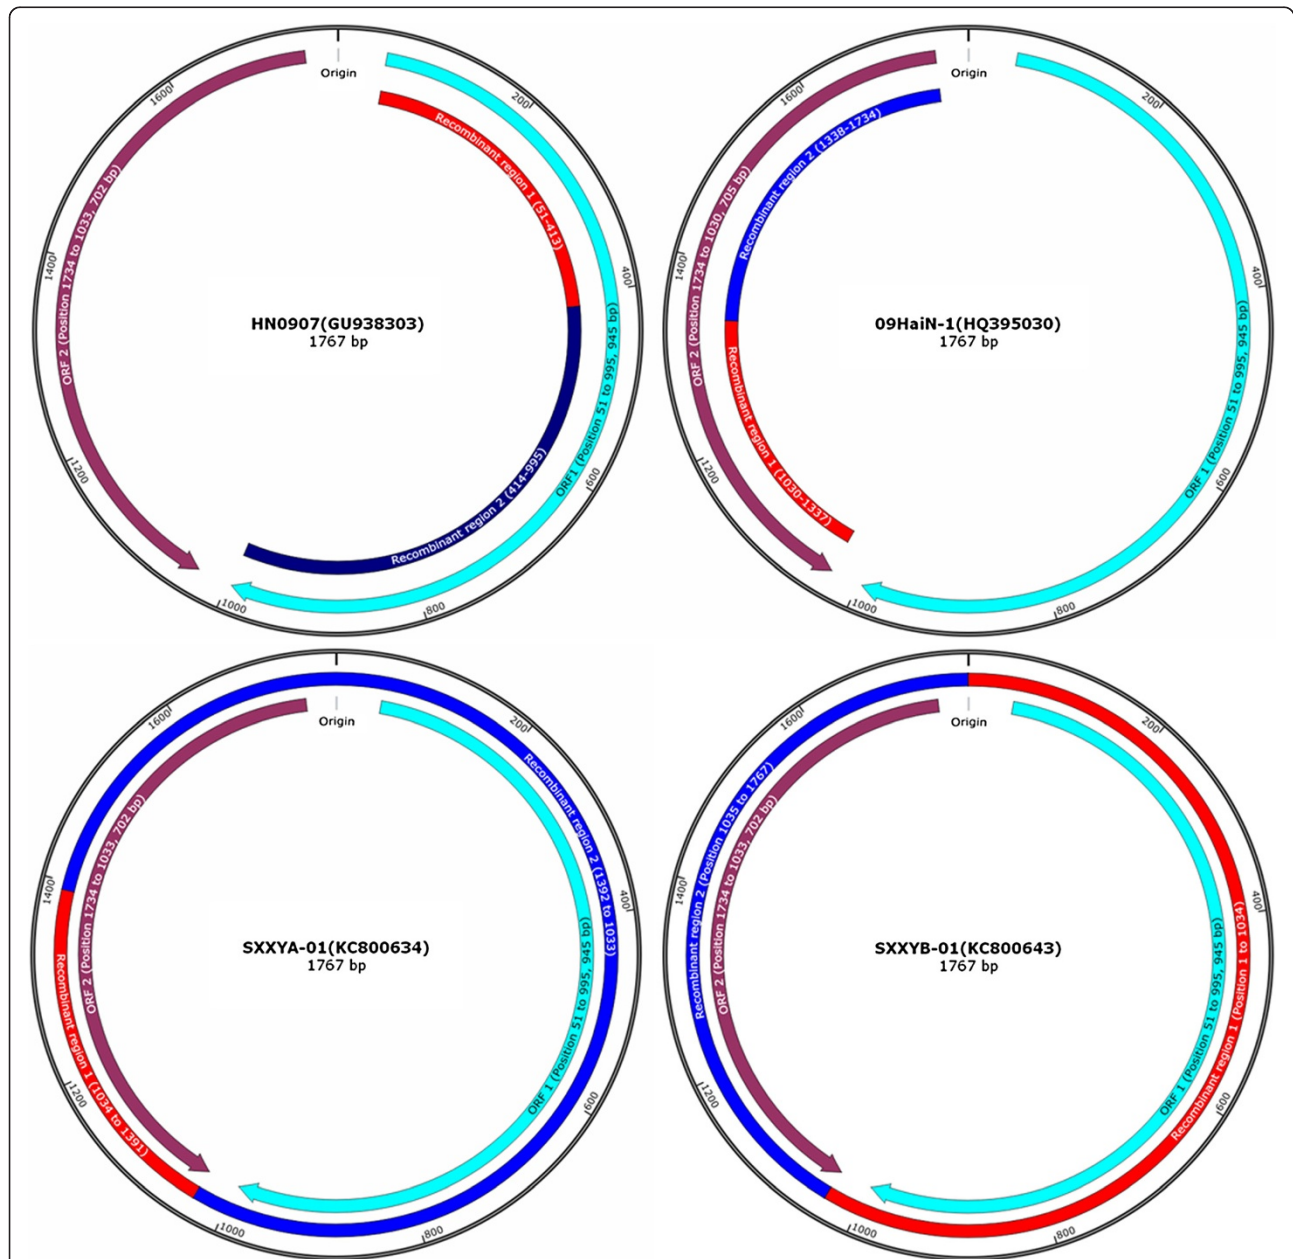 Origin
200
400
600
800
1000
1200
1400
1600
ORF 2 (Position 1734 to 1033, 702 bp)
Recombinant region 1 (51-413)
Recombinant region 2 (414-995)
ORF1 (Position 51 to 995, 945 bp)
HN0907(GU938303)
1767 bp
Origin
200
400
600
800
1000
1200
1400
1600
ORF 2 (Position 1734 to 1030, 705 bp)
Recombinant region 2 (1338-1734)
Recombinant region 1 (1030-1337)
ORF 1 (Position 51 to 995, 945 bp)
09HaiN-1(HQ395030)
1767 bp
Origin
200
400
600
800
1000
1200
1400
1600
Recombinant region 2 (1392 to 1033)
ORF 2 (Position 1734 to 1033, 702 bp)
Recombinant region 1 (1034 to 1391)
ORF 1 (Position 51 to 995, 945 bp)
SXXYA-01(KC800634)
1767 bp
Origin
200
400
600
800
1000
1200
1400
1600
Recombinant region 2 (Position 1035 to 1767)
ORF 2 (Position 1734 to 1033, 702 bp)
ORF 1 (Position 51 to 995, 945 bp)
Recombinant region 1 (Position 1 to 1034)
SXXYB-01(KC800643)
1767 bp